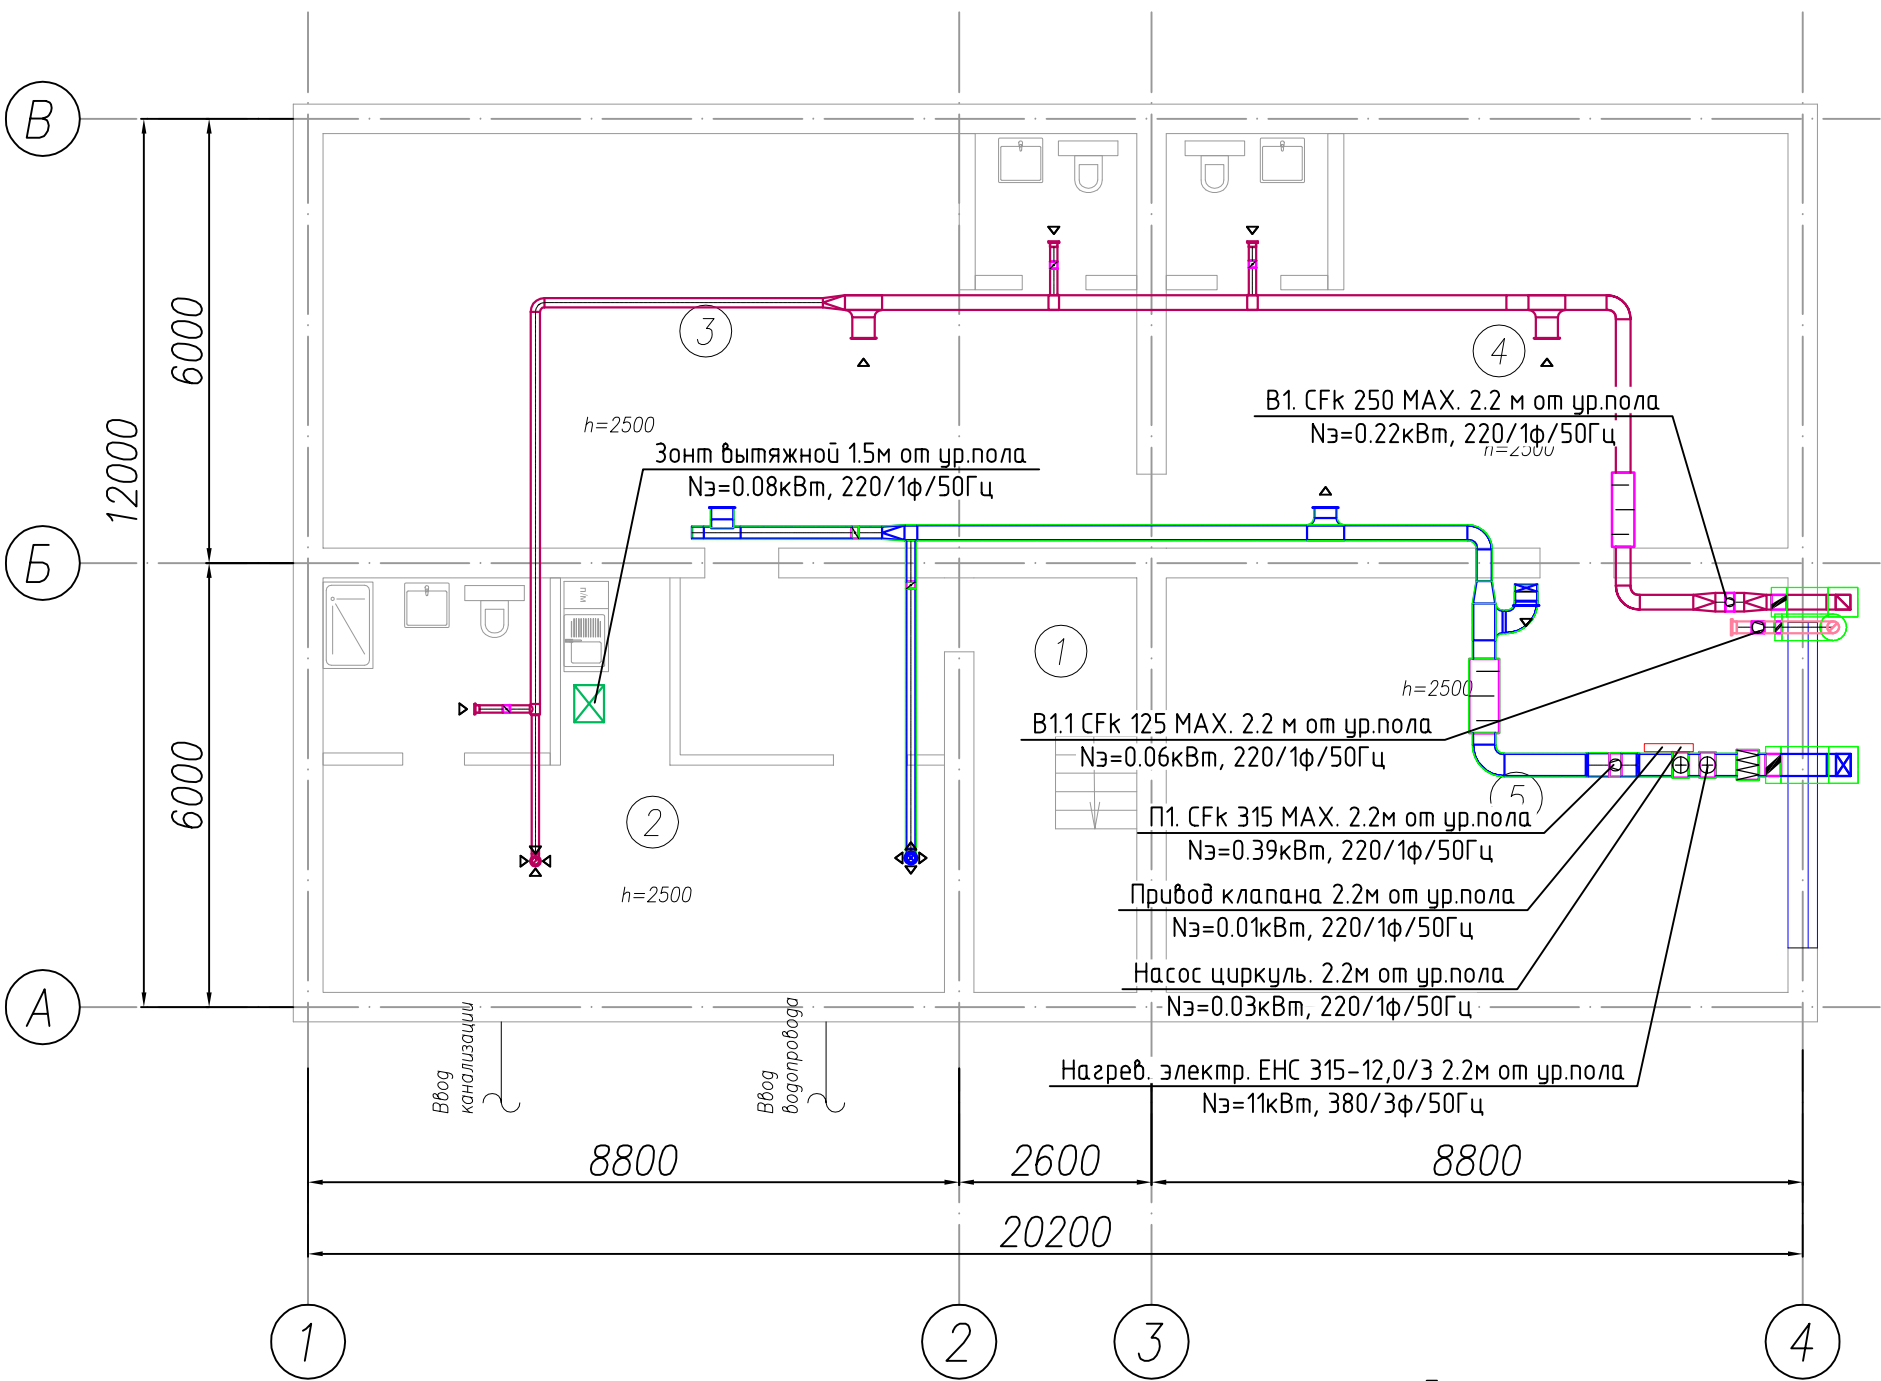 В
3
4
6000
В1. CFk 250 MAX. 2.2 м от ур.пола
Nэ=0.22кВт, 220/1ф/50Гц
h=2500
h=2500
Зонт вытяжной 1.5м от ур.пола
Nэ=0.08кВт, 220/1ф/50Гц
12000
Б
п/м
1
h=2500
В1.1 CFk 125 MAX. 2.2 м от ур.пола
Nэ=0.06кВт, 220/1ф/50Гц
6000
2
5
П1. CFk 315 MAX. 2.2м от ур.пола
Nэ=0.39кВт, 220/1ф/50Гц
h=2500
Привод клапана 2.2м от ур.пола
Nэ=0.01кВт, 220/1ф/50Гц
Насос циркуль. 2.2м от ур.пола
Nэ=0.03кВт, 220/1ф/50Гц
А
Ввод
канализации
Ввод
водопровода
Нагрев. электр. EHC 315-12,0/3 2.2м от ур.пола
Nэ=11кВт, 380/3ф/50Гц
8800
2600
8800
20200
1
2
3
4